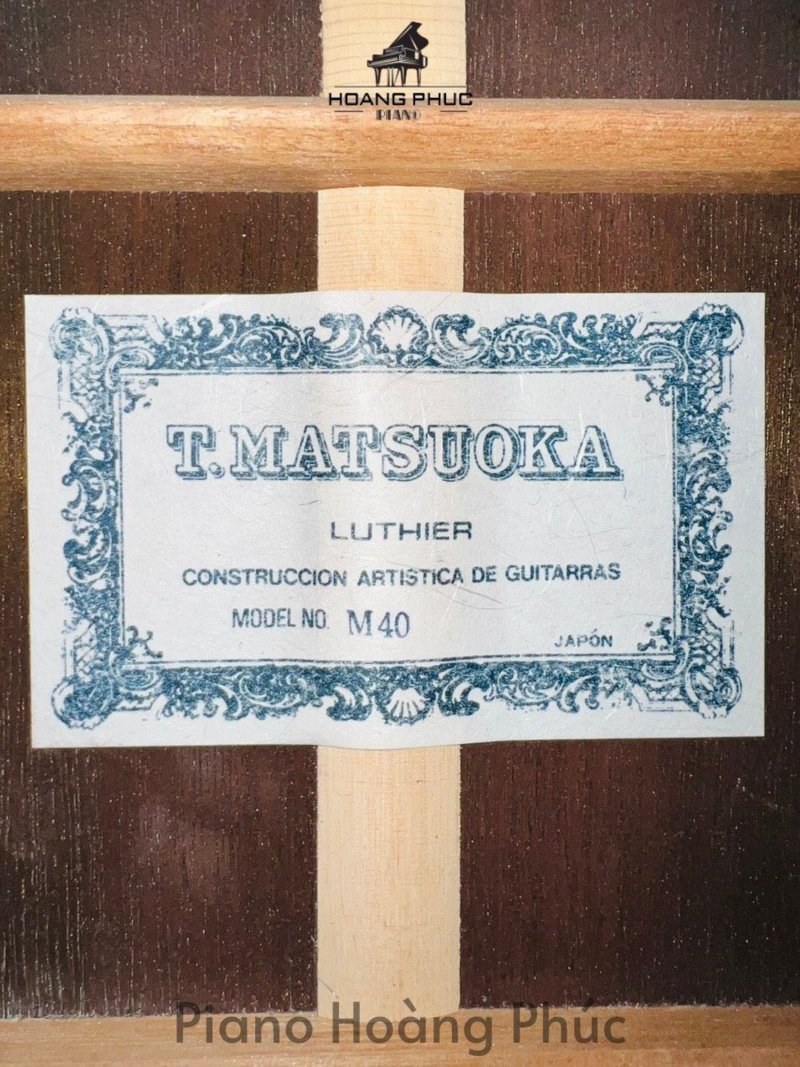 HOANG PHUC
PIANO
T.MATSUOKA
LUTHIER
CONSTRUCCION ARTISTICA DE GUITARRAS
MODEL NO. M40
JAPÓN
Piano Hoàng Phúc